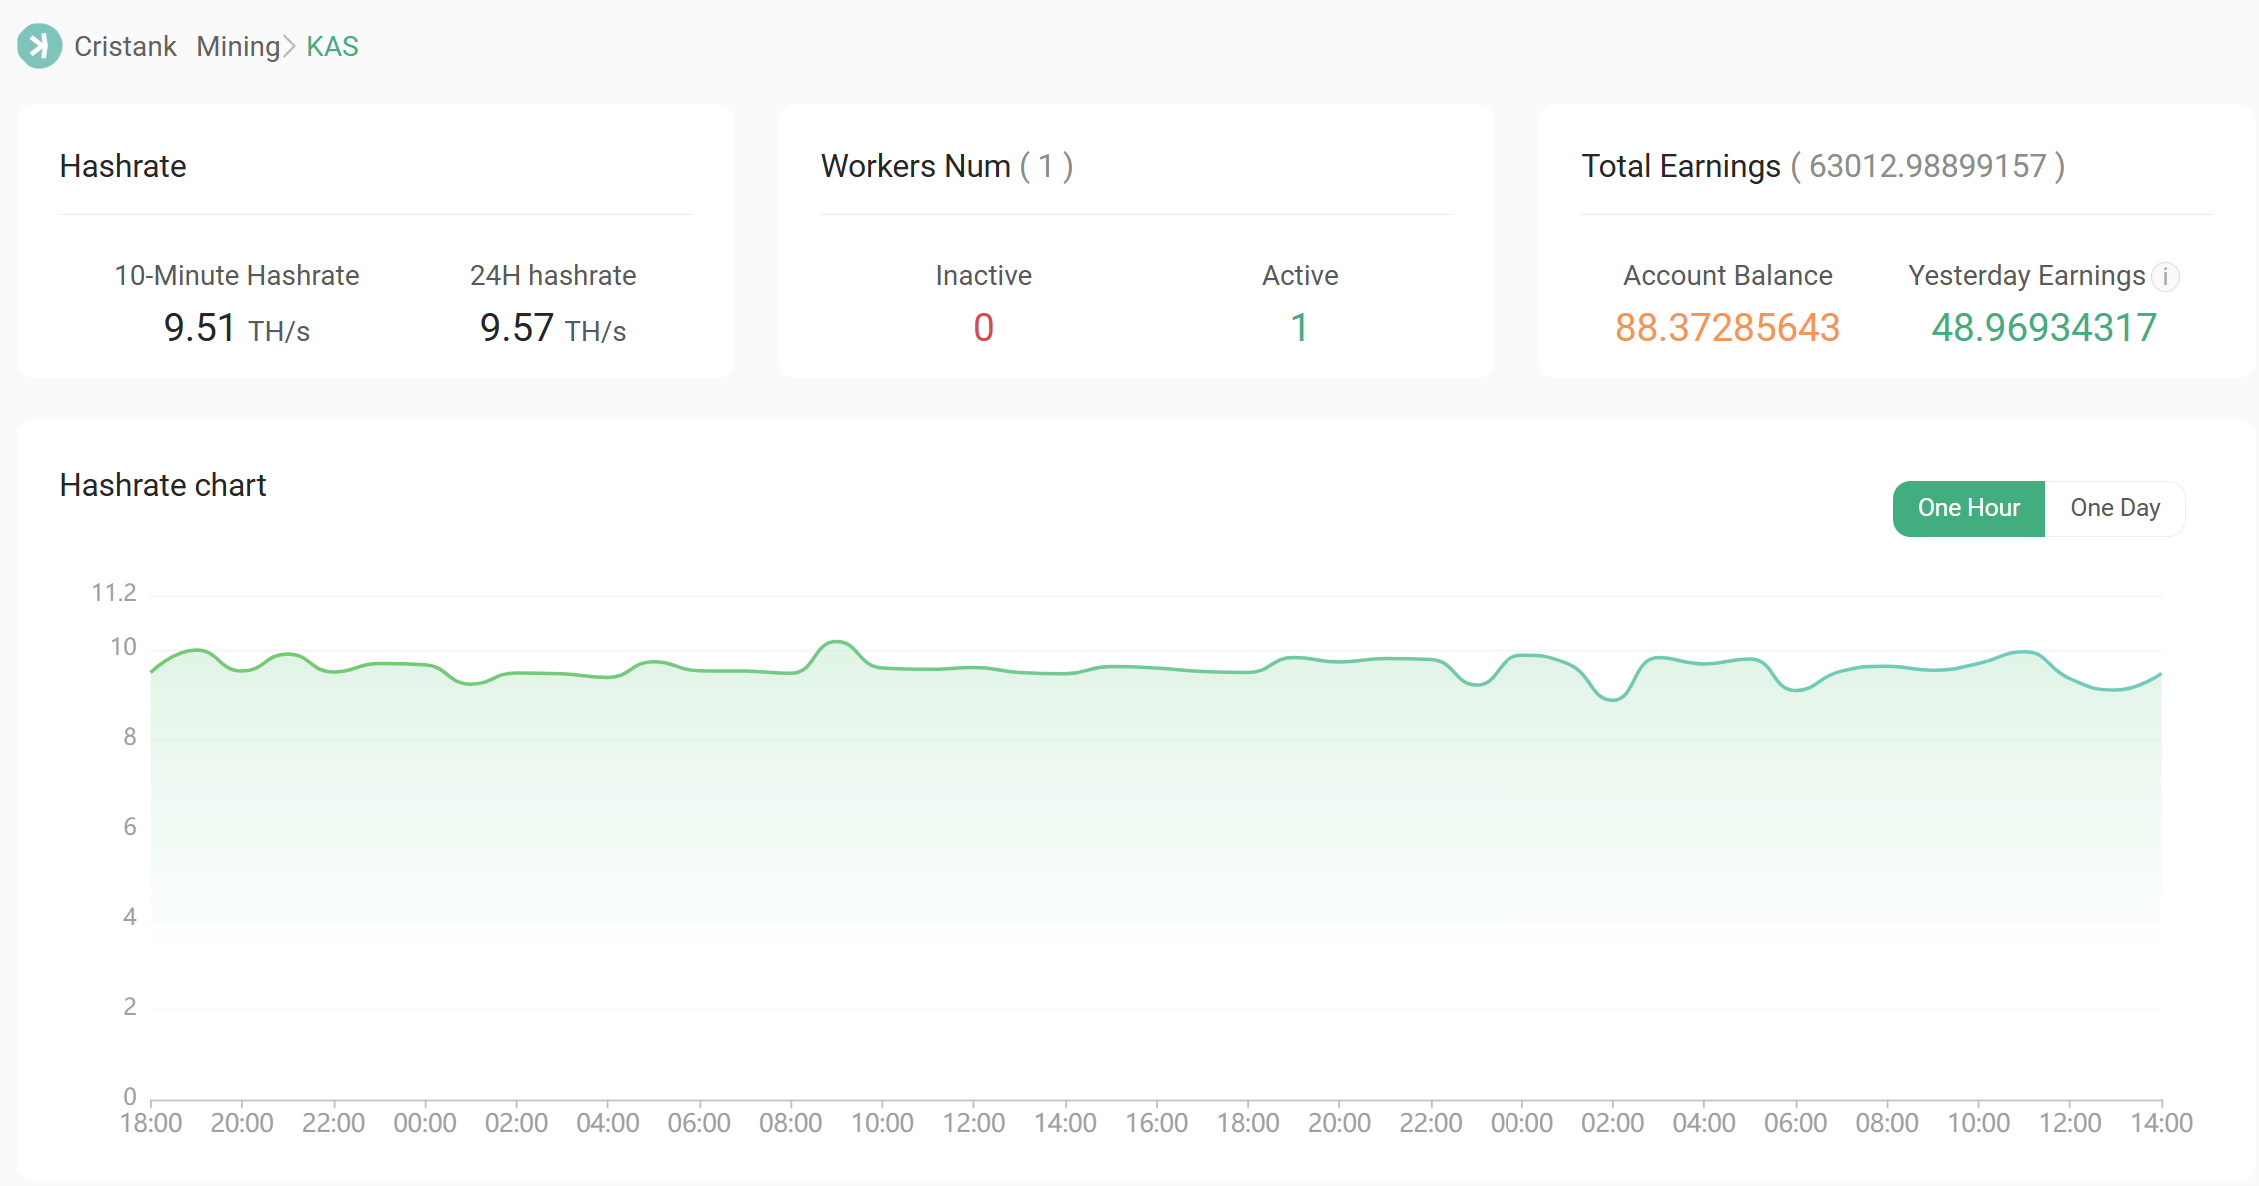 Cristank Mining > KAS
Hashrate
10-Minute Hashrate 24H hashrate
9.51 TH/s 9.57 TH/s
Workers Num ( 1 )
Inactive Active
0 1
Total Earnings ( 63012.98899157 )
Account Balance Yesterday Earnings i
88.37285643 48.96934317
Hashrate chart
One Hour One Day
11.2
10
8
6
4
2
0
18:00 20:00 22:00 00:00 02:00 04:00 06:00 08:00 10:00 12:00 14:00 16:00 18:00 20:00 22:00 00:00 02:00 04:00 06:00 08:00 10:00 12:00 14:00